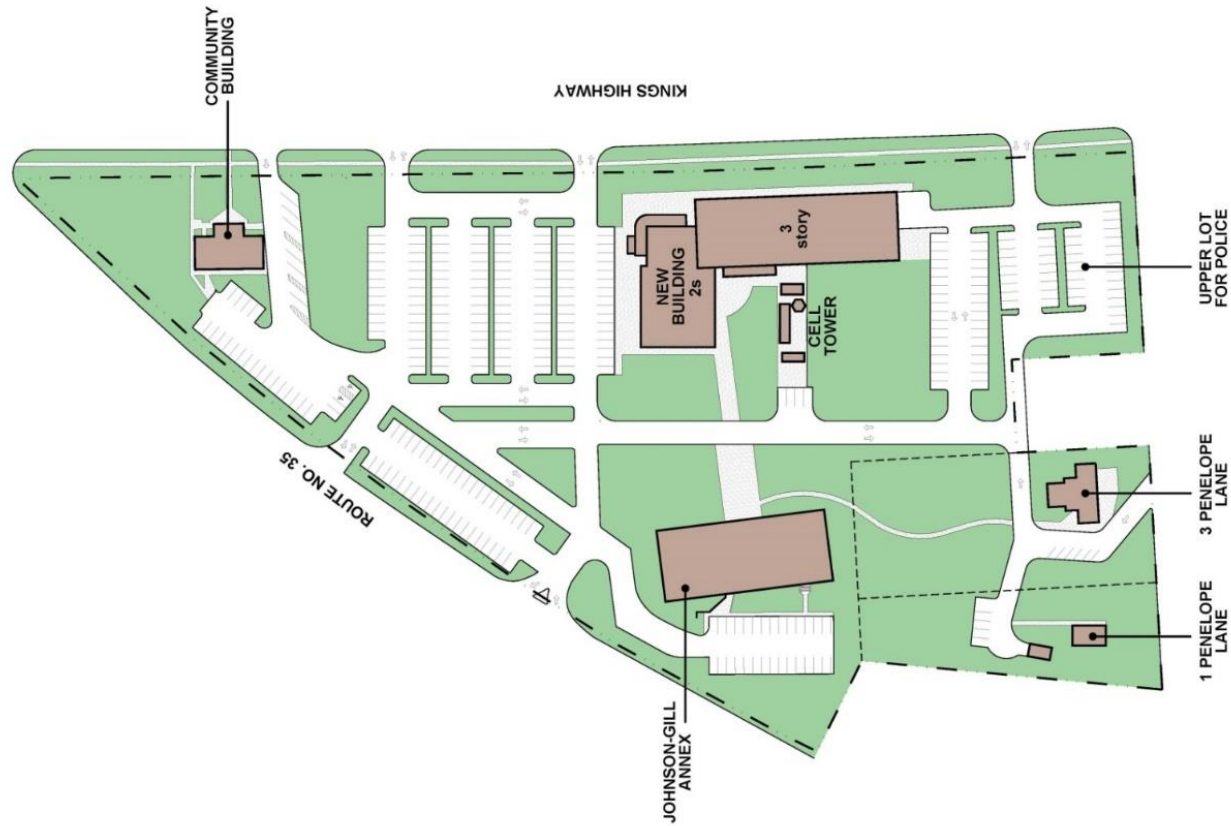 COMMUNITY
BUILDING
KINGS HIGHWAY
ROUTE NO. 35
NEW
BUILDING
2s
3
story
CELL
TOWER
JOHNSON-GILL
ANNEX
1 PENELOPE
LANE
3 PENELOPE
LANE
UPPER LOT
FOR POLICE